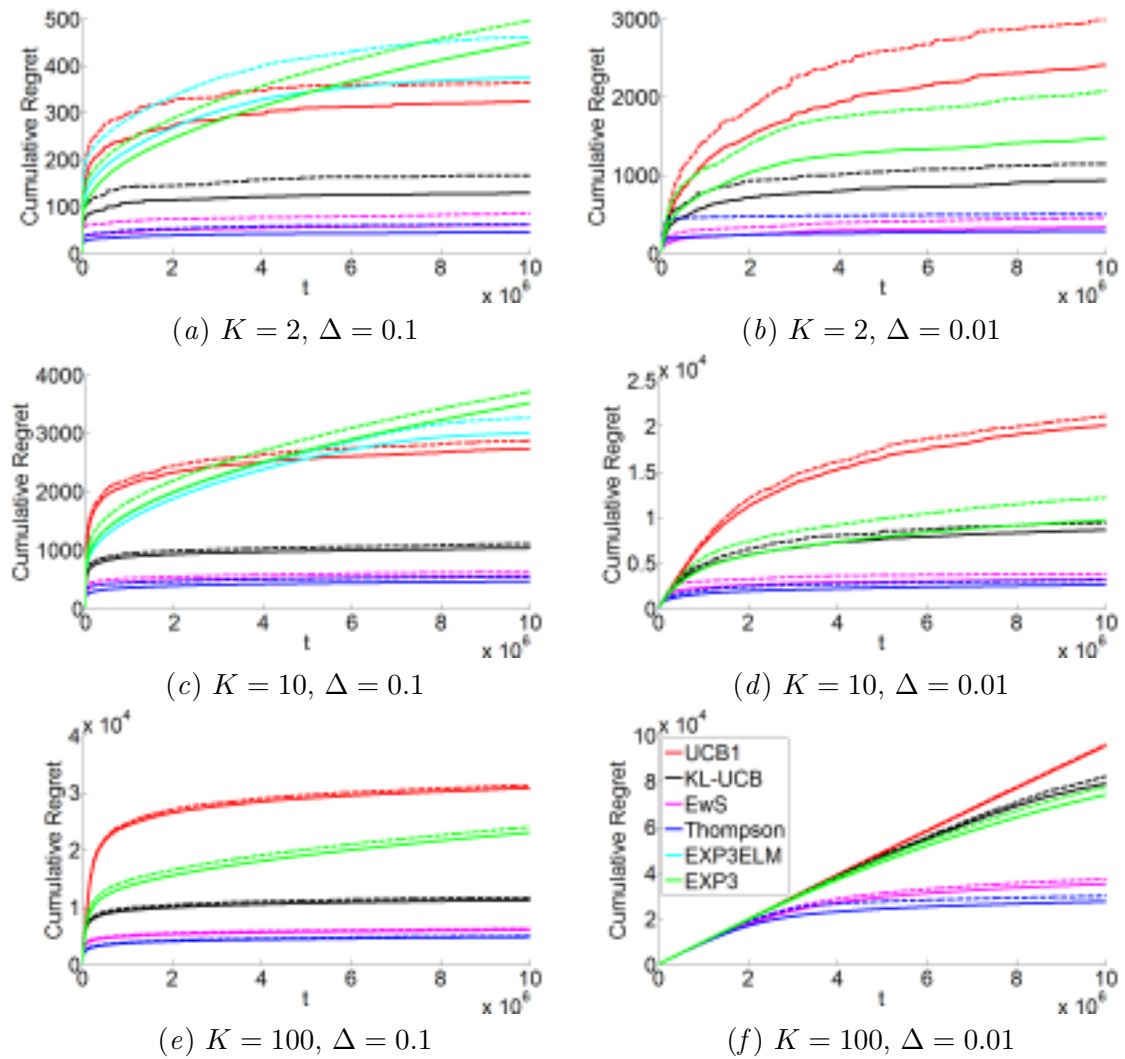 500
400
300
200
100
0
Cumulative Regret
0 2 4 6 8 10
t
x 10^6
(a) K = 2, Δ = 0.1
3000
2000
1000
0
Cumulative Regret
0 2 4 6 8 10
t
x 10^6
(b) K = 2, Δ = 0.01
4000
3000
2000
1000
0
Cumulative Regret
0 2 4 6 8 10
t
x 10^6
(c) K = 10, Δ = 0.1
x 10^4
2.5
2
1.5
1
0.5
0
Cumulative Regret
0 2 4 6 8 10
t
x 10^6
(d) K = 10, Δ = 0.01
x 10^4
4
3
2
1
0
Cumulative Regret
0 2 4 6 8 10
t
x 10^6
(e) K = 100, Δ = 0.1
x 10^4
10
8
6
4
2
0
Cumulative Regret
UCB1
KL-UCB
EwS
Thompson
EXP3ELM
EXP3
0 2 4 6 8 10
t
x 10^6
(f) K = 100, Δ = 0.01